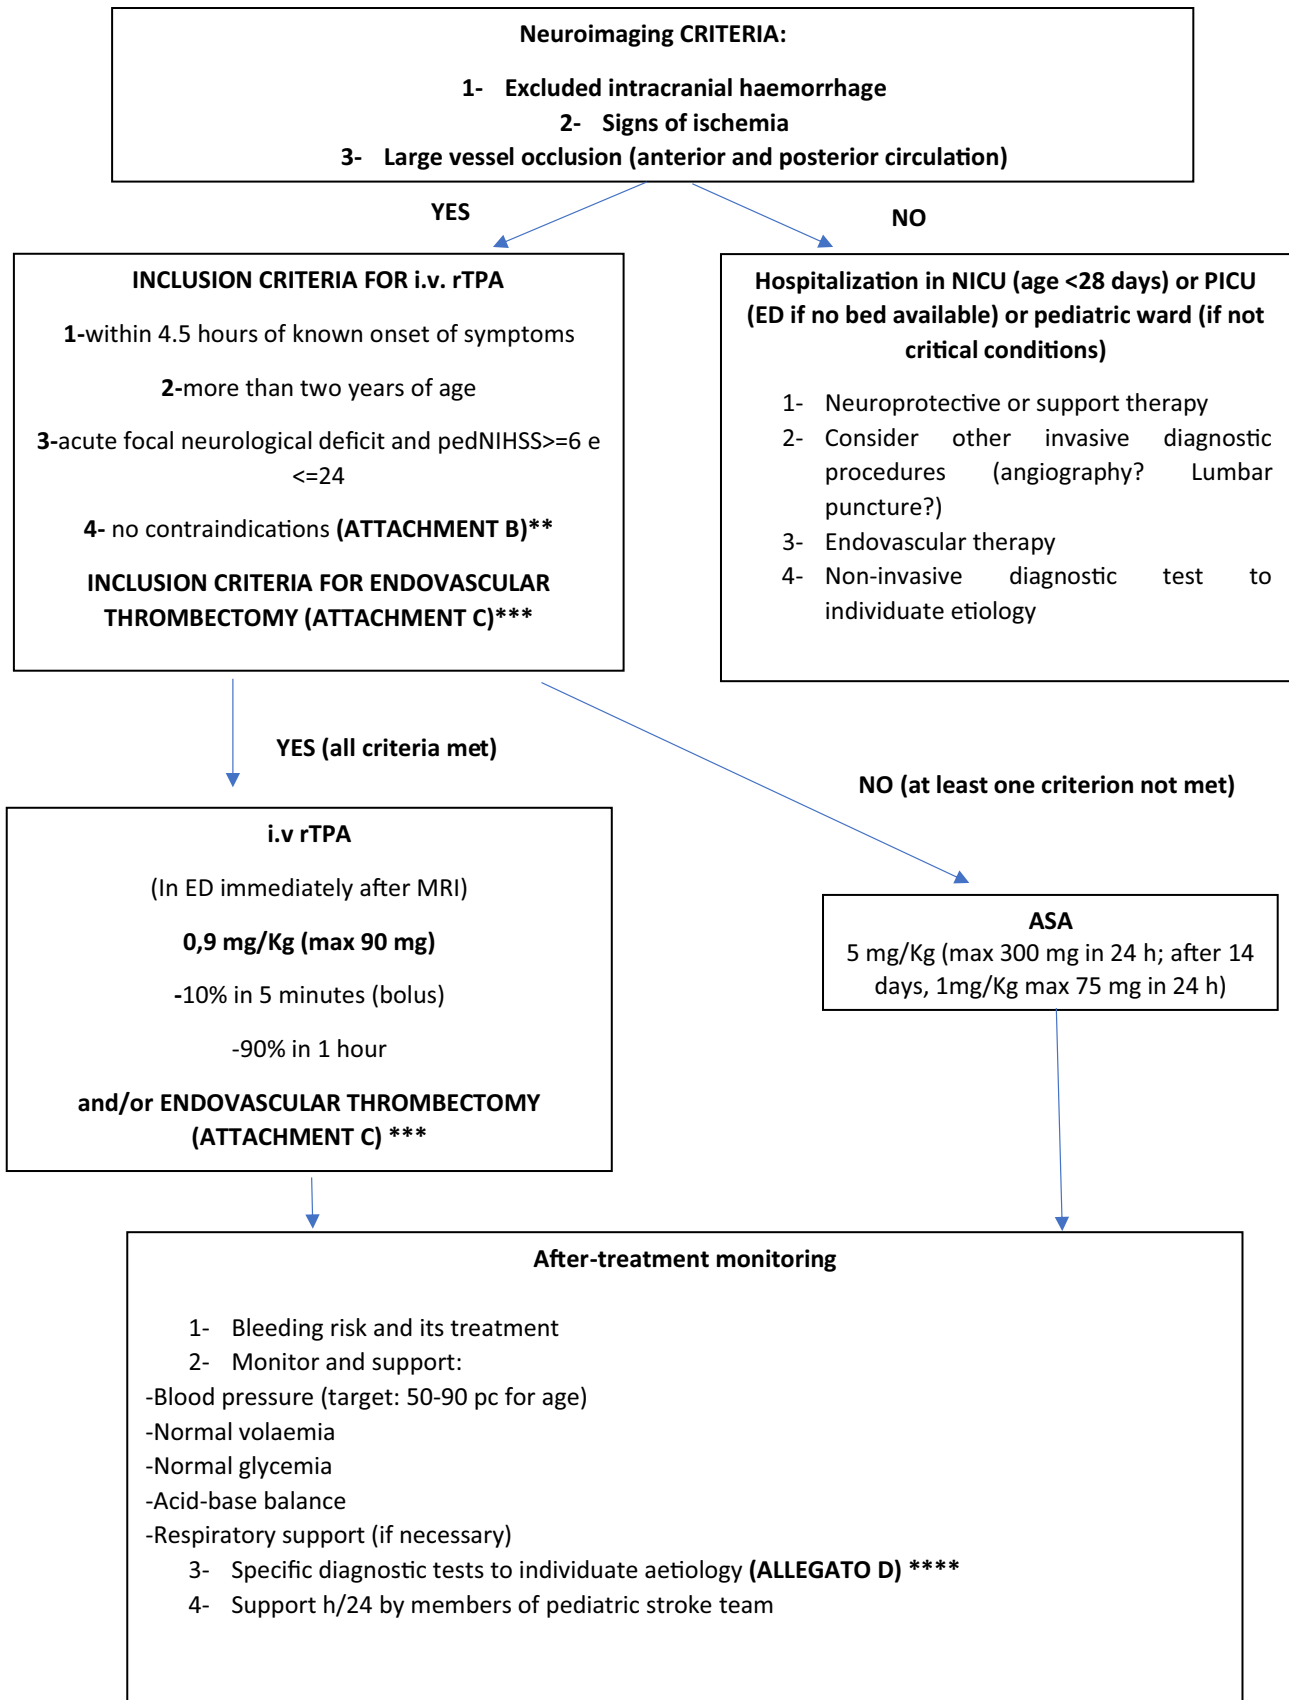 Neuroimaging CRITERIA:
1- Excluded intracranial haemorrhage
2- Signs of ischemia
3- Large vessel occlusion (anterior and posterior circulation)
YES
NO
INCLUSION CRITERIA FOR i.v. rTPA
1-within 4.5 hours of known onset of symptoms
2-more than two years of age
3-acute focal neurological deficit and pedNIHSS>=6 e
<=24
4- no contraindications (ATTACHMENT B)**
INCLUSION CRITERIA FOR ENDOVASCULAR
THROMBECTOMY (ATTACHMENT C)***
Hospitalization in NICU (age <28 days) or PICU
(ED if no bed available) or pediatric ward (if not
critical conditions)
1- Neuroprotective or support therapy
2- Consider other invasive diagnostic
procedures (angiography? Lumbar
puncture?)
3- Endovascular therapy
4- Non-invasive diagnostic test to
individuate etiology
YES (all criteria met)
NO (at least one criterion not met)
i.v rTPA
(In ED immediately after MRI)
0,9 mg/Kg (max 90 mg)
-10% in 5 minutes (bolus)
-90% in 1 hour
and/or ENDOVASCULAR THROMBECTOMY
(ATTACHMENT C) ***
ASA
5 mg/Kg (max 300 mg in 24 h; after 14
days, 1mg/Kg max 75 mg in 24 h)
After-treatment monitoring
1- Bleeding risk and its treatment
2- Monitor and support:
-Blood pressure (target: 50-90 pc for age)
-Normal volaemia
-Normal glycemia
-Acid-base balance
-Respiratory support (if necessary)
3- Specific diagnostic tests to individuate aetiology (ALLEGATO D) ****
4- Support h/24 by members of pediatric stroke team